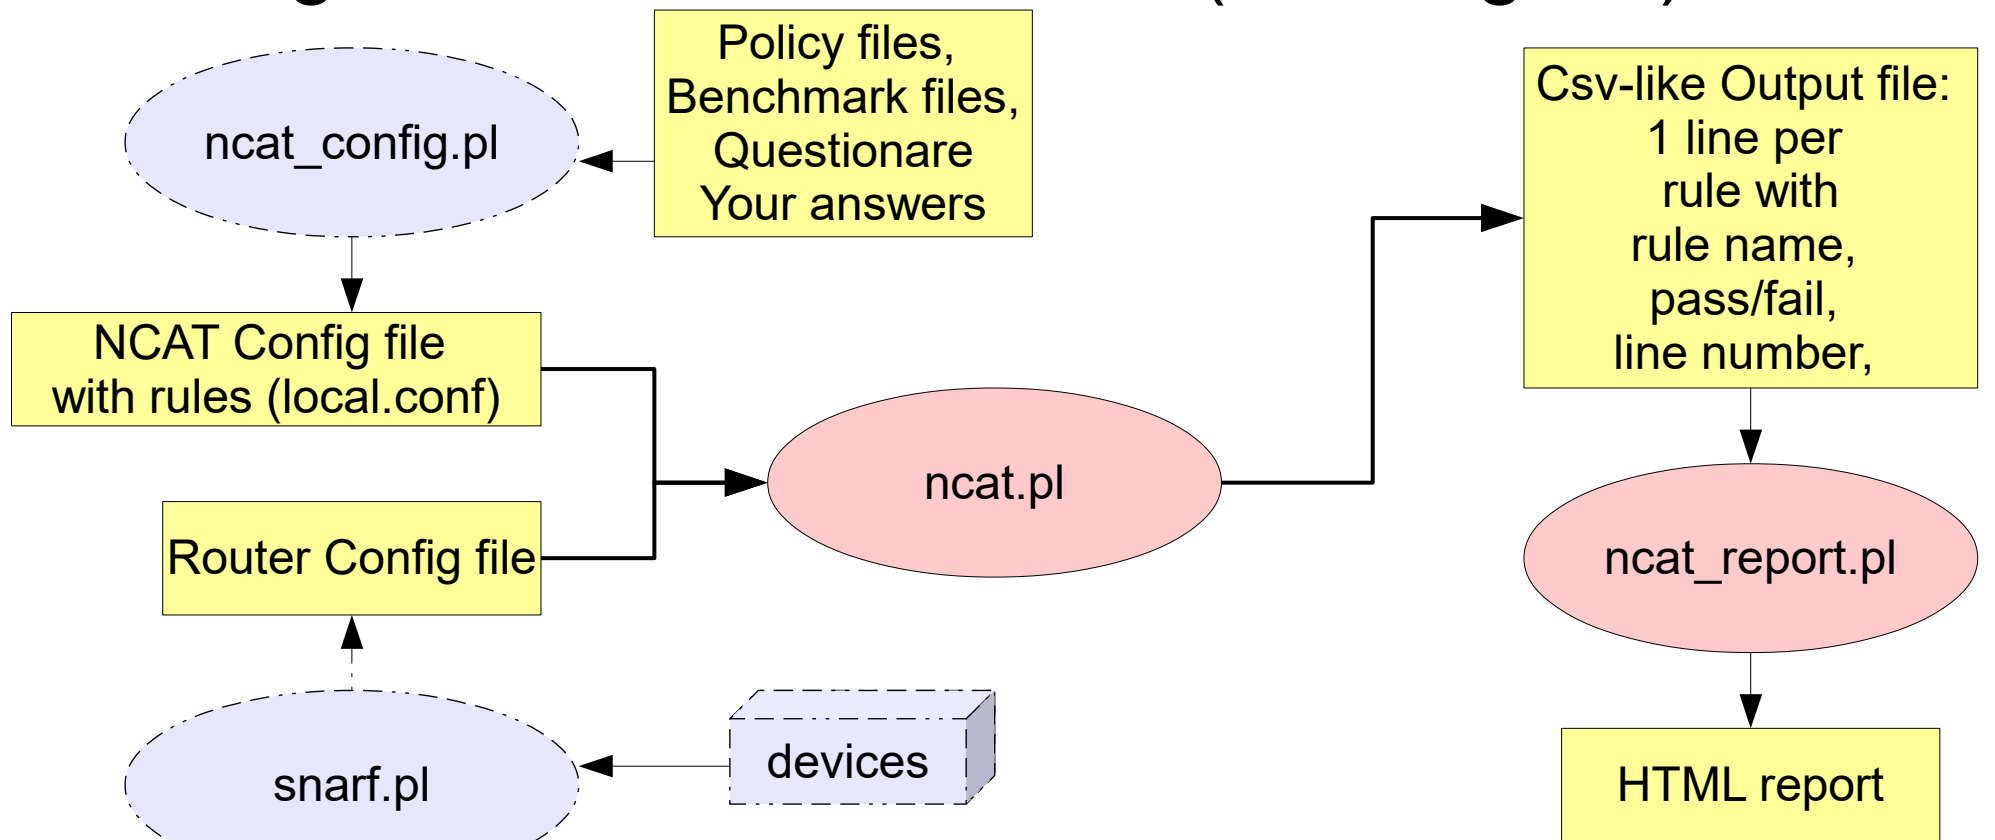 Policy files,
Benchmark files,
Questionare
Your answers
ncat_config.pl
NCAT Config file
with rules (local.conf)
Router Config file
snarf.pl
devices
ncat.pl
Csv-like Output file:
1 line per
rule with
rule name,
pass/fail,
line number,
ncat_report.pl
HTML report